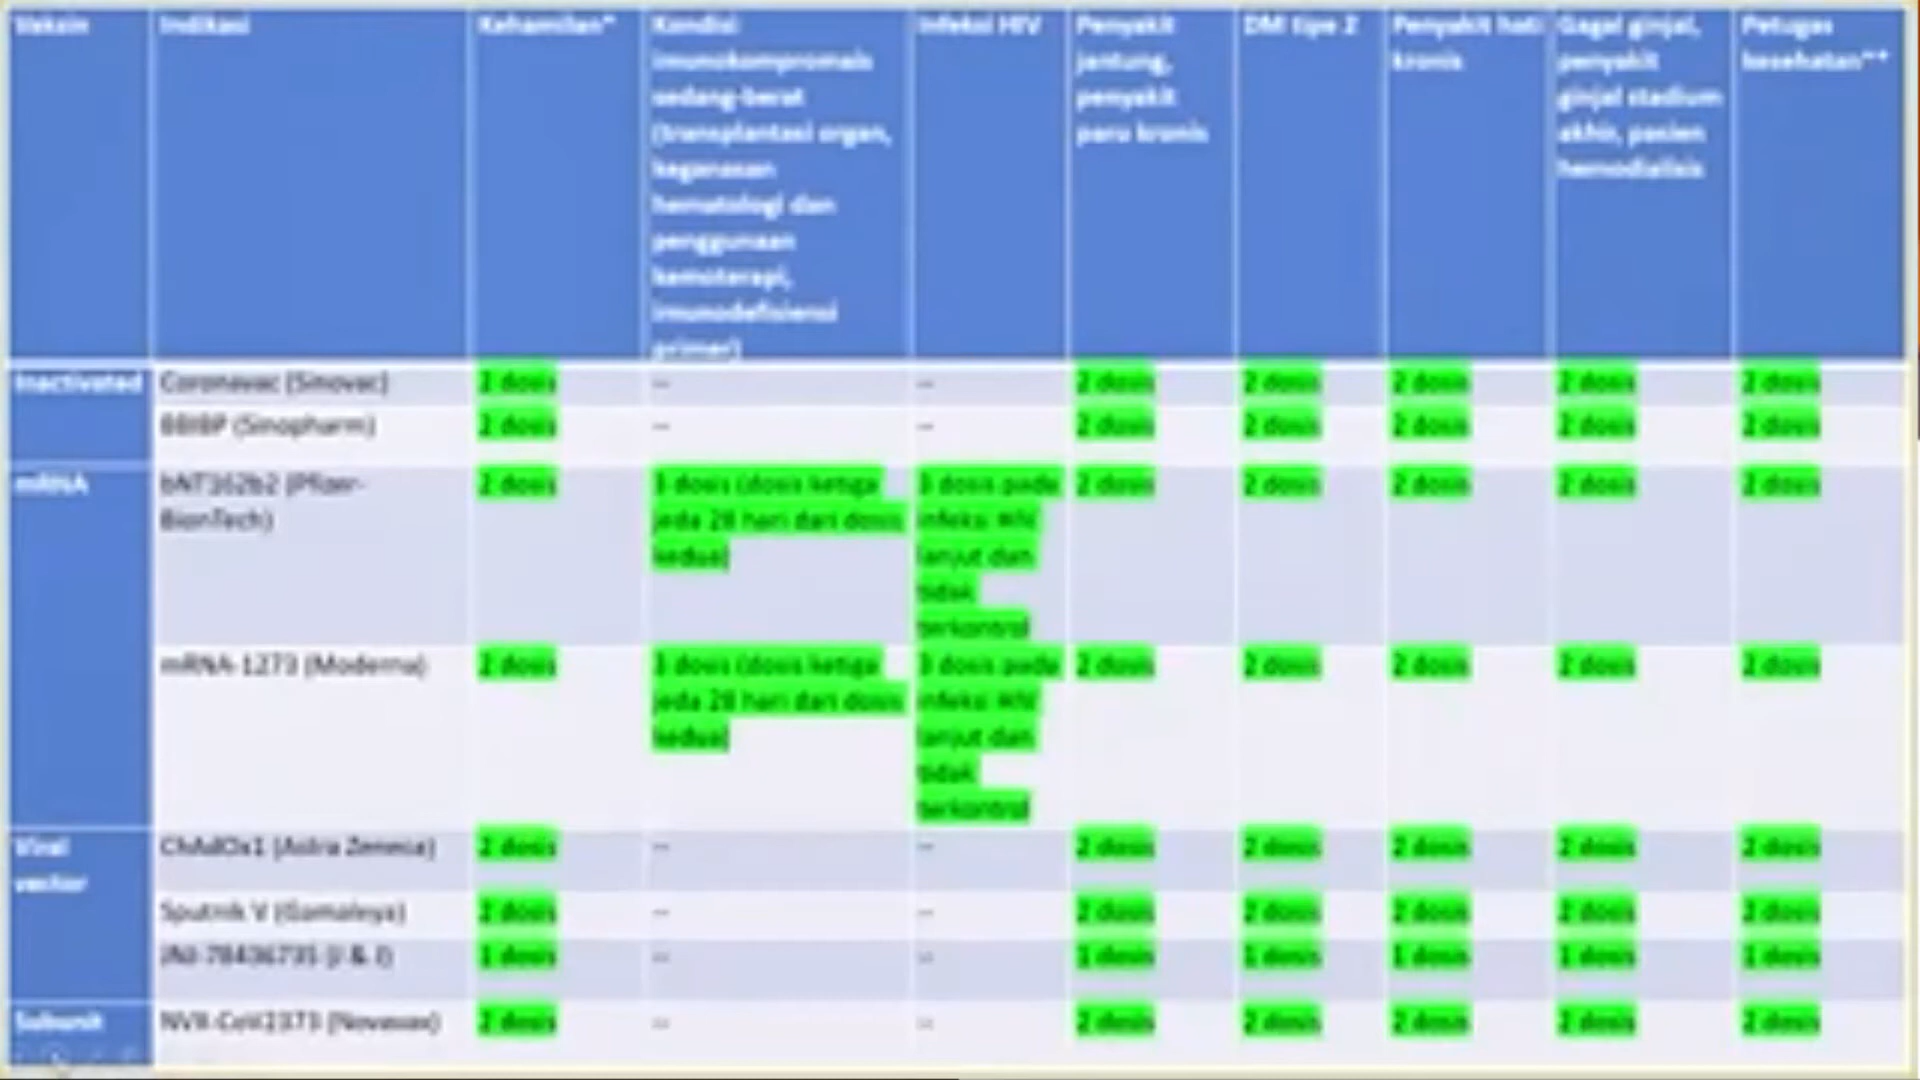 Vaksin
Indikasi
Kehamilan*
Kondisi
imunokompromais
sedang-berat
(transplantasi organ,
keganasan
hematologi dan
penggunaan
kemoterapi,
imunodefisiensi
primer)
Infeksi HIV
Penyakit
jantung,
penyakit
paru kronis
DM tipe 2
Penyakit hati
kronis
Gagal ginjal,
penyakit
ginjal stadium
akhir, pasien
hemodialisis
Petugas
kesehatan**
Inactivated
Coronavac (Sinovac)
2 dosis
--
--
2 dosis
2 dosis
2 dosis
2 dosis
2 dosis
BBIBP (Sinopharm)
2 dosis
--
--
2 dosis
2 dosis
2 dosis
2 dosis
2 dosis
mRNA
bNT162b2 (Pfizer-
BionTech)
2 dosis
3 dosis (dosis ketiga
jeda 28 hari dari dosis
kedua)
3 dosis pada
infeksi HIV
lanjut dan
tidak
terkontrol
2 dosis
2 dosis
2 dosis
2 dosis
2 dosis
mRNA-1273 (Moderna)
2 dosis
3 dosis (dosis ketiga
jeda 28 hari dari dosis
kedua)
3 dosis pada
infeksi HIV
lanjut dan
tidak
terkontrol
2 dosis
2 dosis
2 dosis
2 dosis
2 dosis
Viral
vector
ChAdOx1 (Astra Zeneca)
2 dosis
--
--
2 dosis
2 dosis
2 dosis
2 dosis
2 dosis
Sputnik V (Gamaleya)
2 dosis
--
--
2 dosis
2 dosis
2 dosis
2 dosis
2 dosis
JNJ-78436735 (J & J)
1 dosis
--
--
1 dosis
1 dosis
1 dosis
1 dosis
1 dosis
Subunit
NVX-CoV2373 (Novavax)
2 dosis
--
--
2 dosis
2 dosis
2 dosis
2 dosis
2 dosis